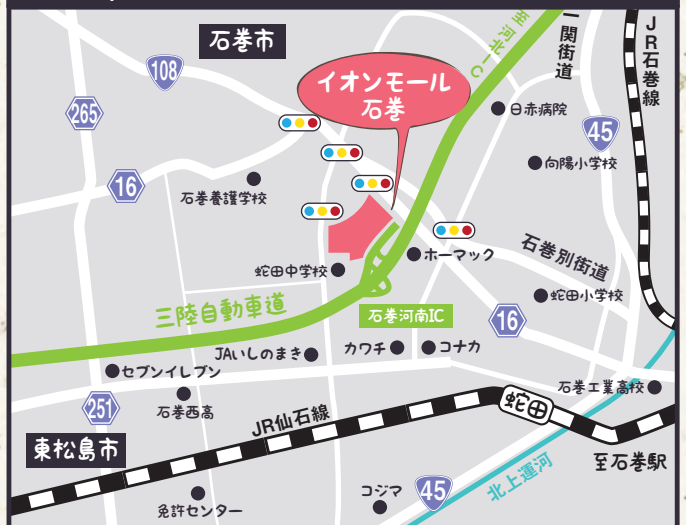 石巻市
至河北IC
一関街道
JR石巻線
108
イオンモール
石巻
265
日赤病院
45
向陽小学校
16
石巻養護学校
石巻別街道
ホーマック
蛇田中学校
蛇田小学校
三陸自動車道
石巻河南IC
16
JAいしのまき
カワチ
コナカ
セブンイレブン
石巻工業高校
251
石巻西高
蛇田
JR仙石線
東松島市
至石巻駅
北上運河
コジマ
45
免許センター